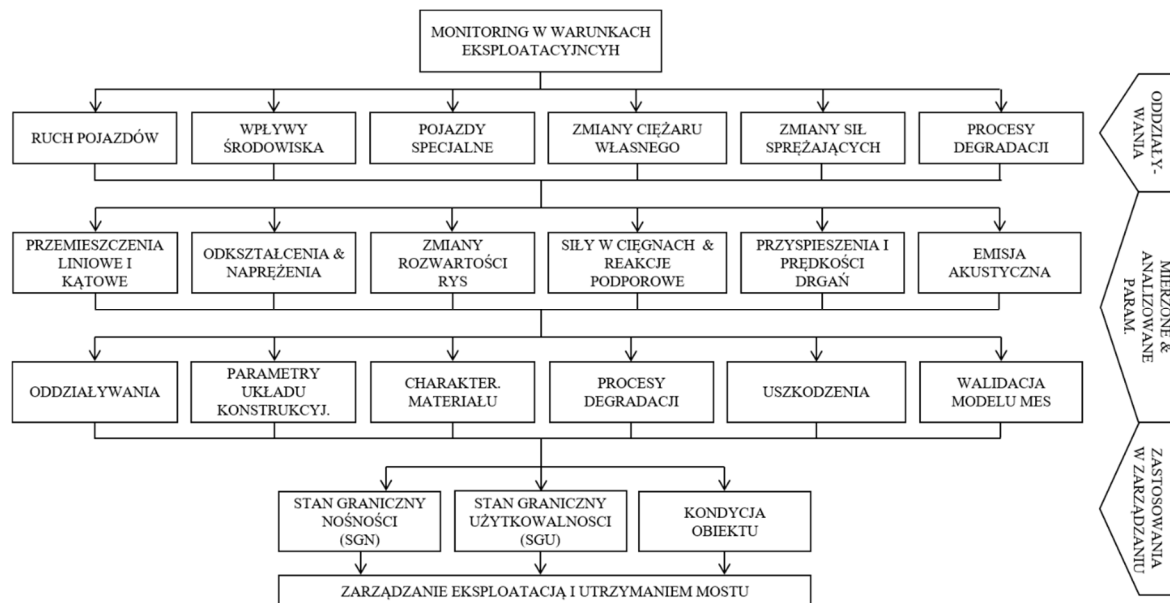 MONITORING W WARUNKACH
EKSPLOATACYJNCYH
RUCH POJAZDÓW
WPŁYWY
ŚRODOWISKA
POJAZDY
SPECJALNE
ZMIANY CIĘŻARU
WŁASNEGO
ZMIANY SIŁ
SPRĘŻAJĄCYCH
PROCESY
DEGRADACJI
ODDZIAŁY-
WANIA
PRZEMIESZCZENIA
LINIOWE I
KĄTOWE
ODKSZTAŁCENIA &
NAPRĘŻENIA
ZMIANY
ROZWARTOŚCI
RYS
SIŁY W CIĘGNACH &
REAKCJE
PODPOROWE
PRZYSPIESZENIA I
PRĘDKOŚCI
DRGAŃ
EMISJA
AKUSTYCZNA
MIERZONE &
ANALIZOWANE
PARAM.
ODDZIAŁYWANIA
PARAMETRY
UKŁADU
KONSTRUKCYJ.
CHARAKTER.
MATERIAŁU
PROCESY
DEGRADACJI
USZKODZENIA
WALIDACJA
MODELU MES
STAN GRANICZNY
NOŚNOŚCI
(SGN)
STAN GRANICZNY
UŻYTKOWALNOSCI
(SGU)
KONDYCJA
OBIEKTU
ZASTOSOWANIA
W ZARZĄDZANIU
ZARZĄDZANIE EKSPLOATACJĄ I UTRZYMANIEM MOSTU